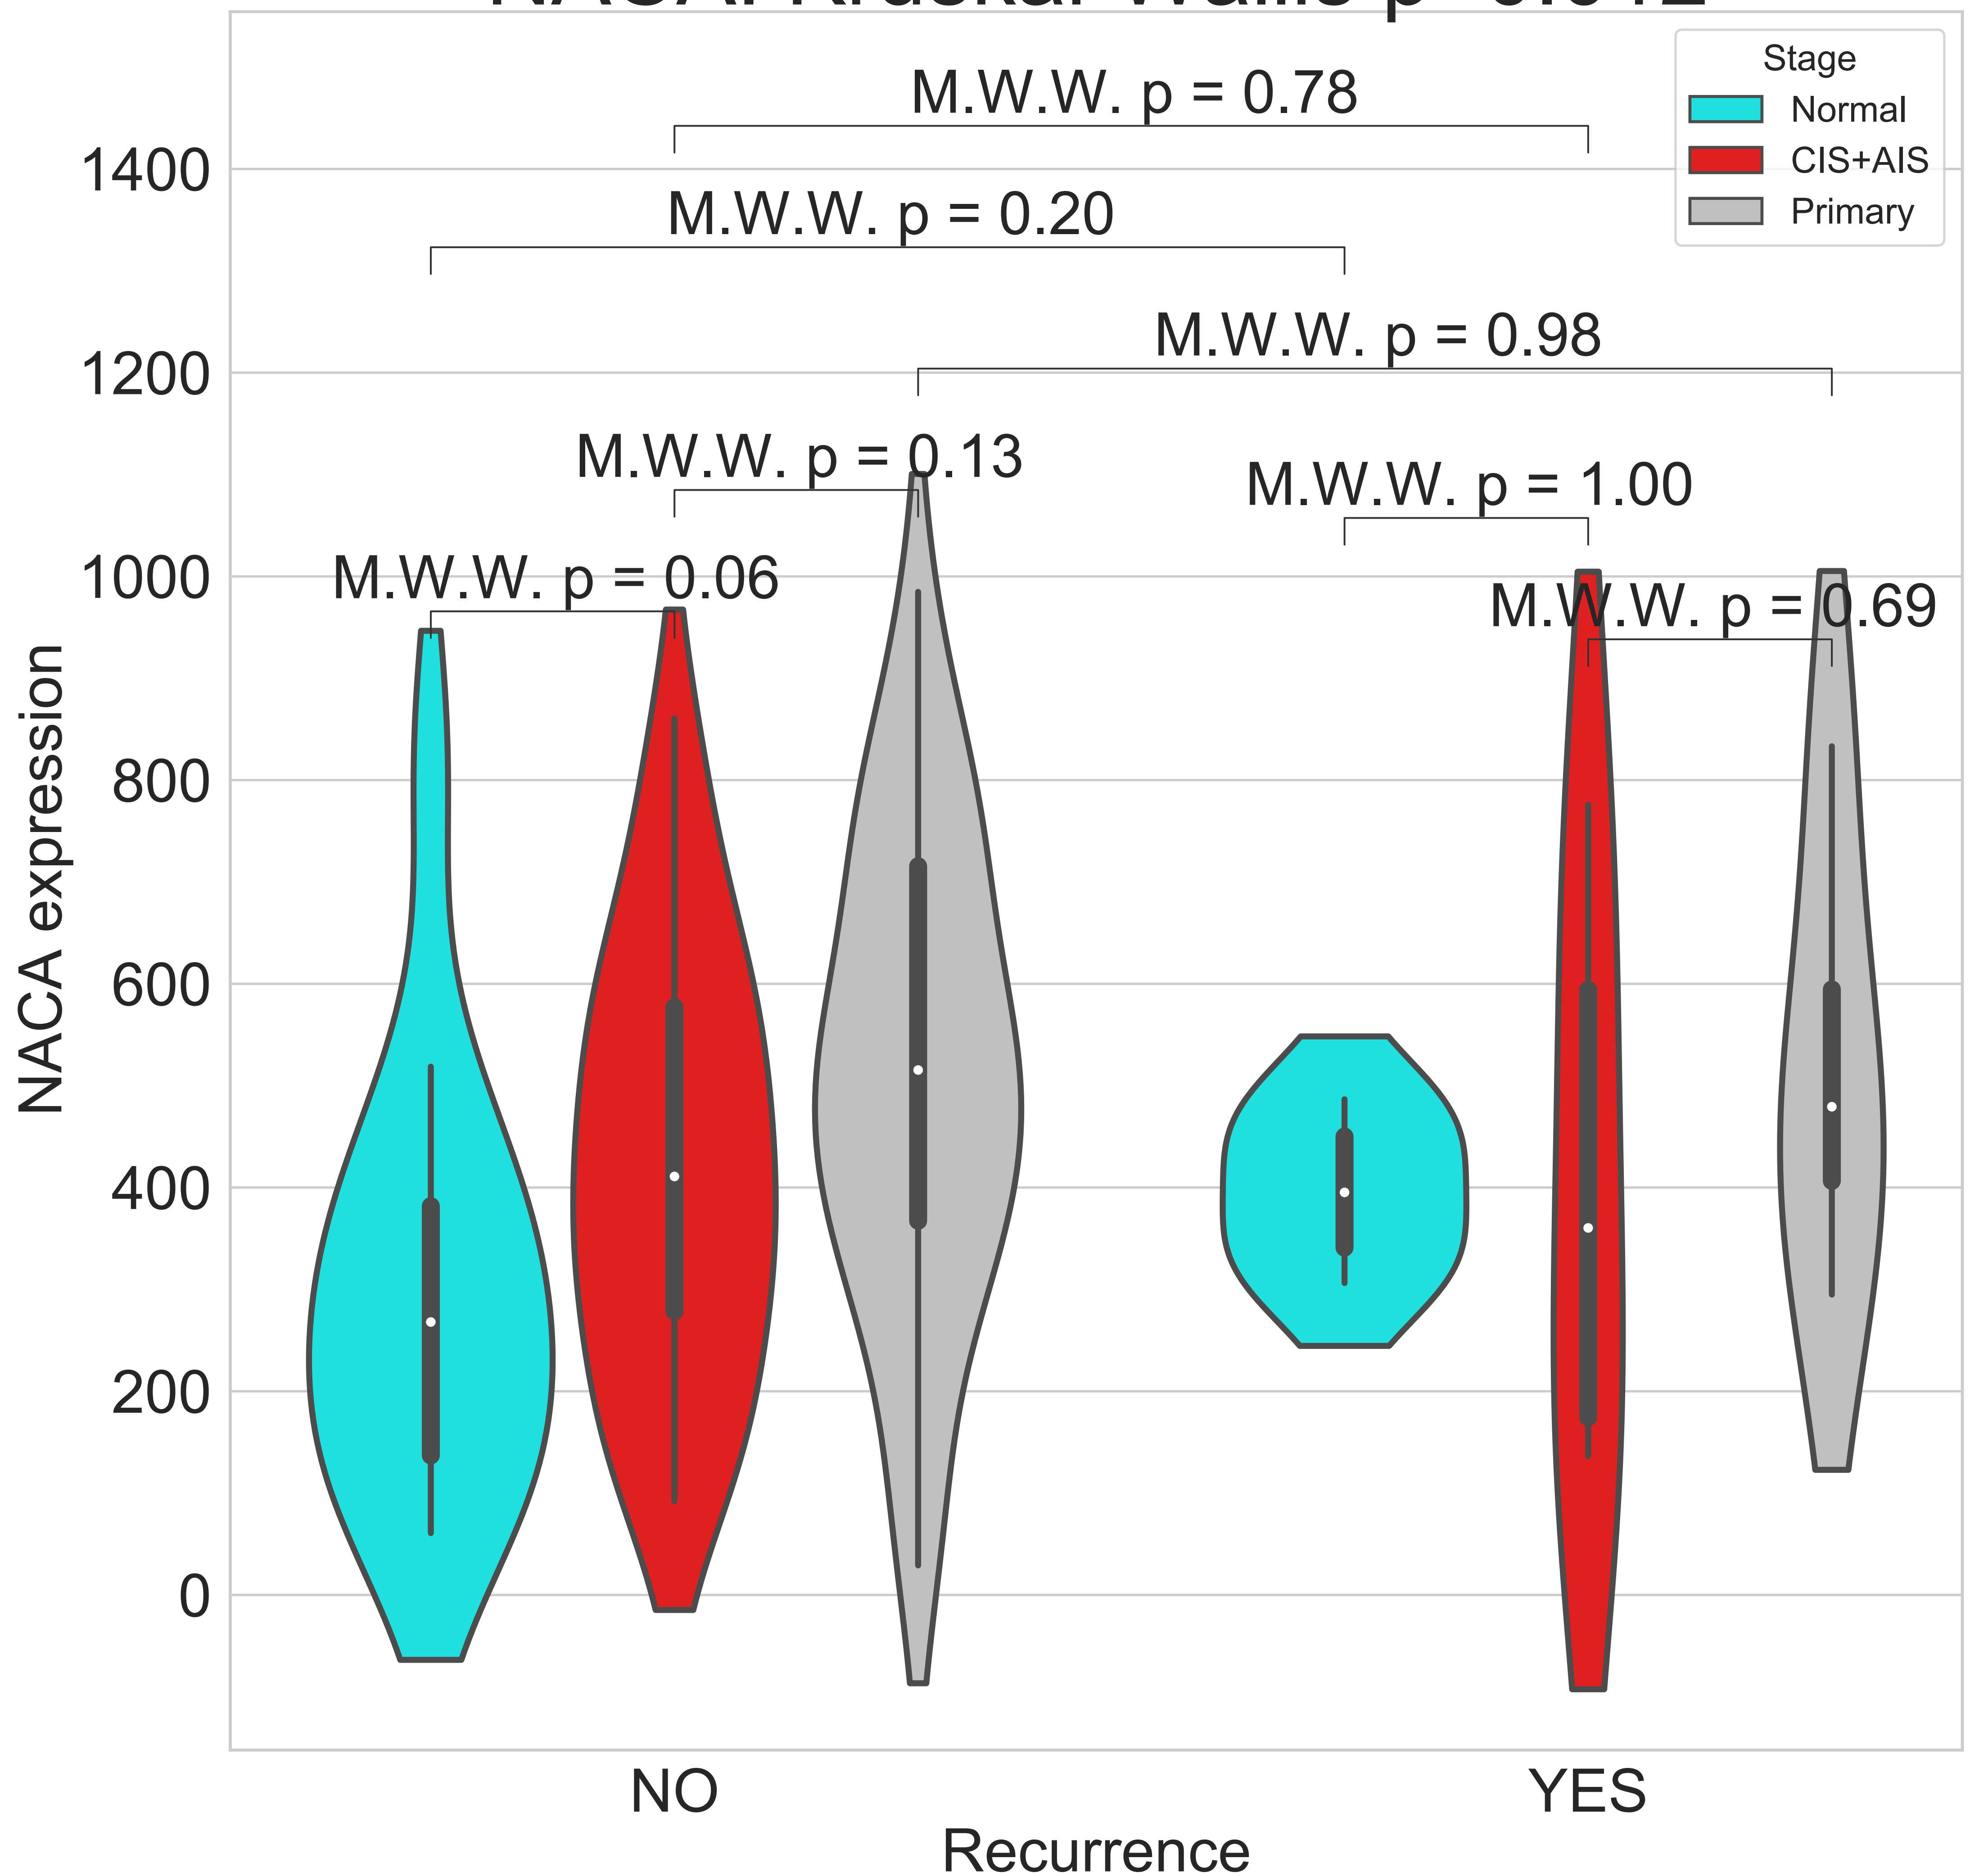 M.W.W. p = 0.78
Stage
Normal
CIS+AIS
Primary
1400
M.W.W. p = 0.20
M.W.W. p = 0.98
1200
M.W.W. p = 0.13
M.W.W. p = 1.00
1000
M.W.W. p = 0.06
M.W.W. p = 0.69
800
NACA expression
600
400
200
0
NO
YES
Recurrence